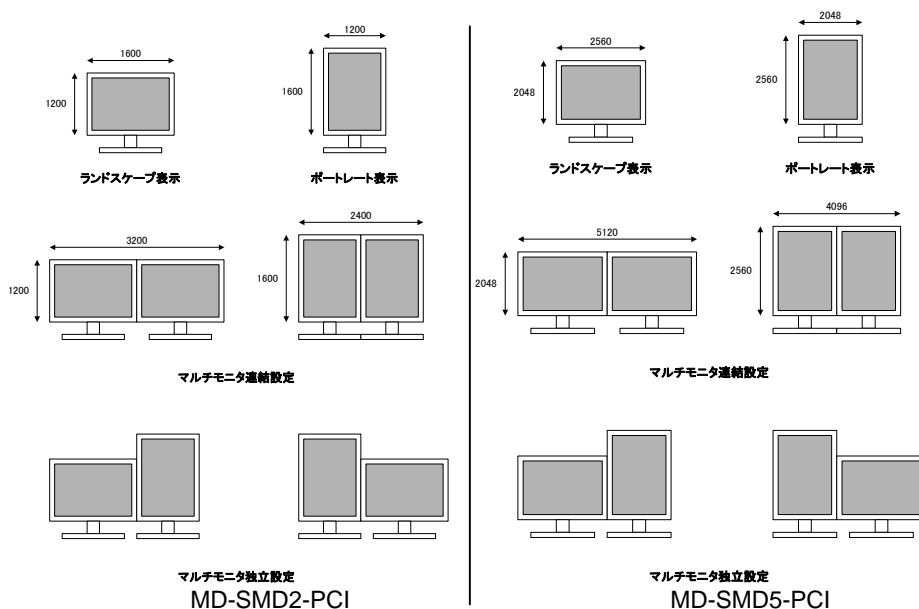 1600
1200
1200
1600
ランドスケープ表示
ポートレート表示
3200
1200
2400
1600
マルチモニタ連結設定
マルチモニタ独立設定
MD-SMD2-PCI
2560
2048
2048
2560
ランドスケープ表示
ポートレート表示
5120
2048
4096
2560
マルチモニタ連結設定
マルチモニタ独立設定
MD-SMD5-PCI